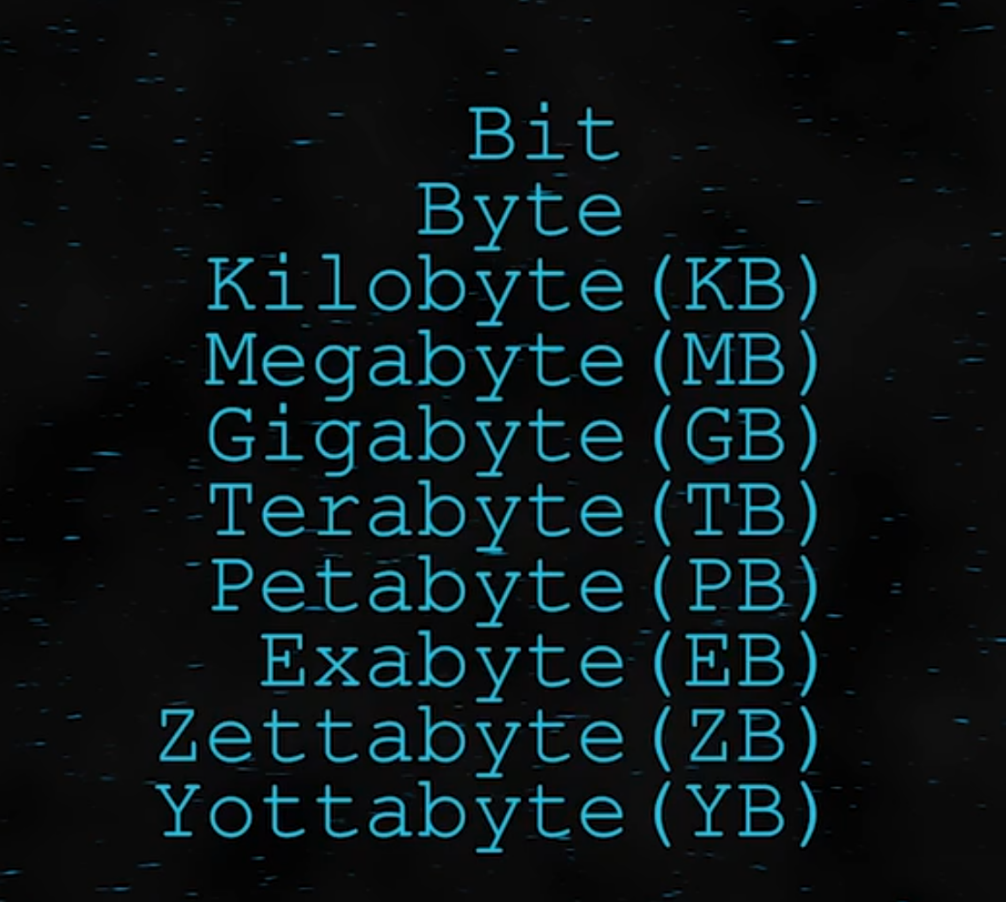 Bit
Byte
Kilobyte (KB)
Megabyte (MB)
Gigabyte (GB)
Terabyte (TB)
Petabyte (PB)
Exabyte (EB)
Zettabyte (ZB)
Yottabyte (YB)